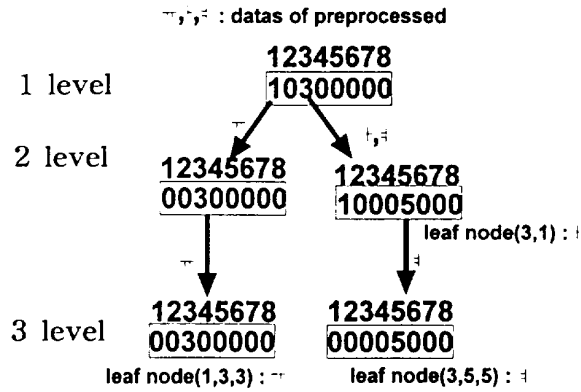 : datas of preprocessed
12345678
1 level 10300000
2 level
12345678 12345678
00300000 10005000
leaf node(3,1) :
12345678 12345678
3 level 00300000 00005000
leaf node(1,3,3) : leaf node(3,5,5) :